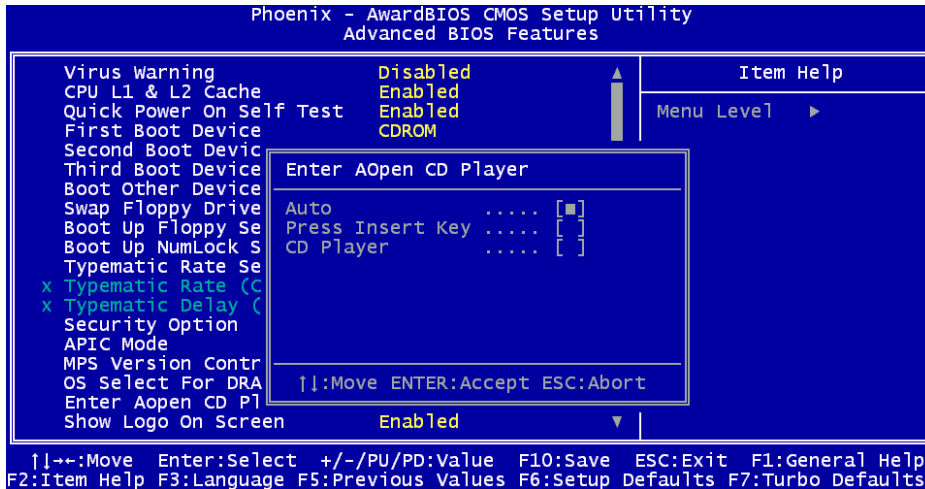 Phoenix - AwardBIOS CMOS Setup Utility
Advanced BIOS Features
Virus Warning Disabled
CPU L1 & L2 Cache Enabled
Quick Power On Self Test Enabled
First Boot Device CDROM
Second Boot Devic
Third Boot Device
Boot Other Device
Swap Floppy Drive
Boot Up Floppy Se
Boot Up NumLock S
Typematic Rate Se
x Typematic Rate (C
x Typematic Delay (
Security Option
APIC Mode
MPS Version Contr
OS Select For DRA
Enter Aopen CD Pl
Show Logo On Screen Enabled
Enter AOpen CD Player
Auto ..... [■]
Press Insert Key ..... [ ]
CD Player ..... [ ]
↑↓:Move ENTER:Accept ESC:Abort
Item Help
Menu Level ▶
↑↓→←:Move Enter:Select +/-/PU/PD:Value F10:Save ESC:Exit F1:General Help
F2:Item Help F3:Language F5:Previous Values F6:Setup Defaults F7:Turbo Defaults